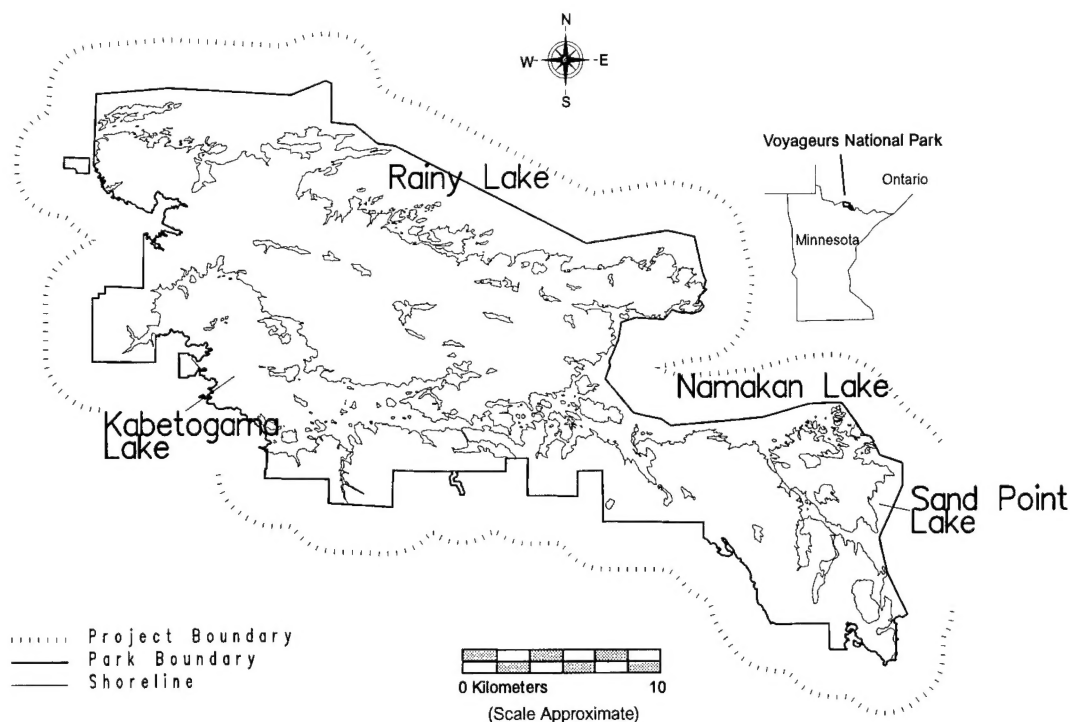 N
W E
S
Voyageurs National Park
Ontario
Minnesota
Rainy Lake
Namakan Lake
Kabetogama
Lake
Sand Point
Lake
Project Boundary
Park Boundary
Shoreline
0 Kilometers 10
(Scale Approximate)